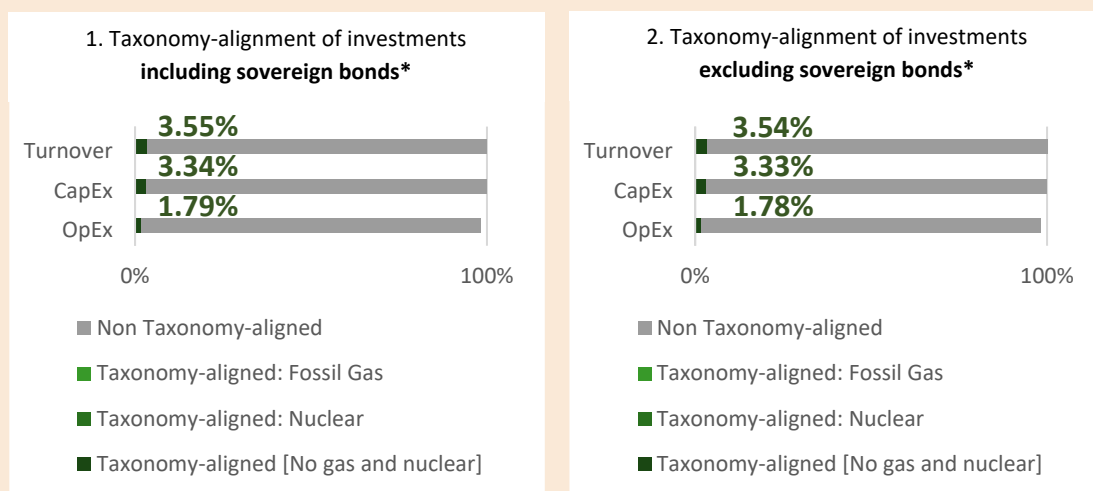 1. Taxonomy-alignment of investments
including sovereign bonds*
3.55%
Turnover
3.34%
CapEx
1.79%
OpEx
0%
100%
Non Taxonomy-aligned
Taxonomy-aligned: Fossil Gas
Taxonomy-aligned: Nuclear
Taxonomy-aligned [No gas and nuclear]
2. Taxonomy-alignment of investments
excluding sovereign bonds*
3.54%
Turnover
3.33%
CapEx
1.78%
OpEx
0%
100%
Non Taxonomy-aligned
Taxonomy-aligned: Fossil Gas
Taxonomy-aligned: Nuclear
Taxonomy-aligned [No gas and nuclear]